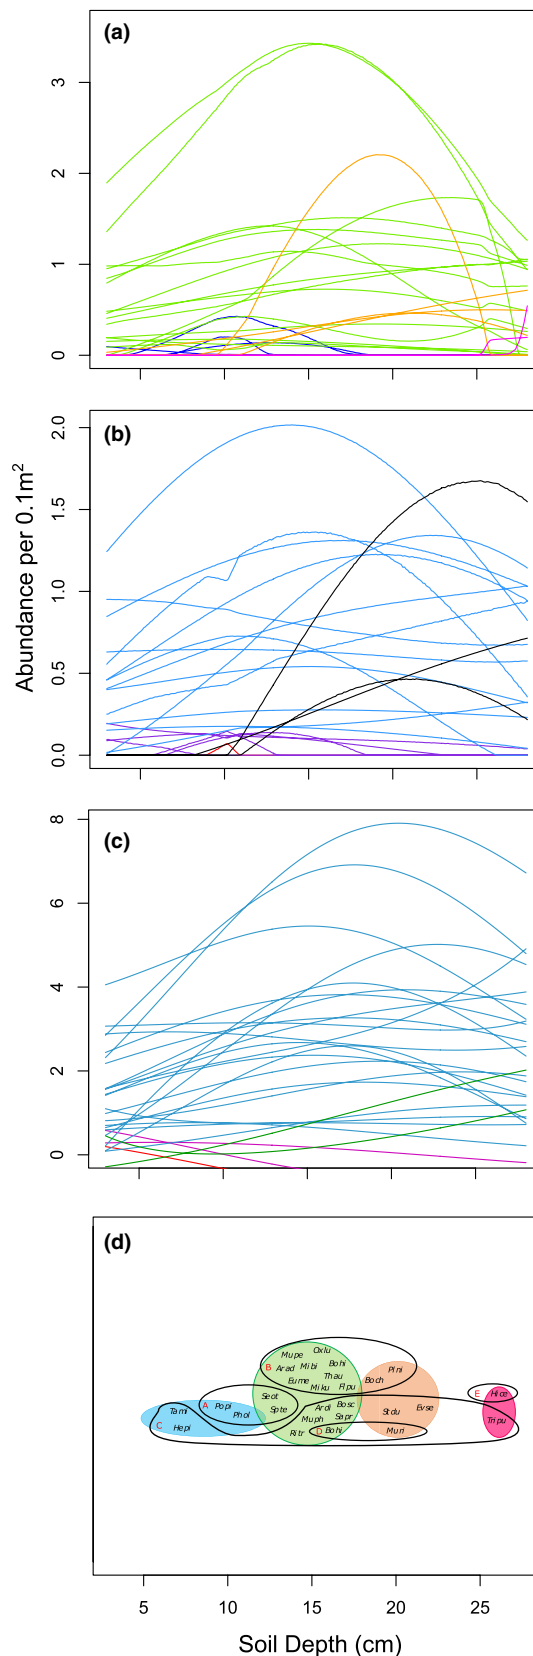 (a)
3
2
1
0
(b)
2.0
1.5
1.0
0.5
0.0
Abundance per 0.1m²
(c)
8
6
4
2
0
(d)
Mupe Oxlu
B Arad Mibi Bohi
Eume Thau
Miku Flpu
Boch Plni
Seot
Spte
A Popi
Phol
C Tami
Hepi
Ardi Bosc
Muph Sapr
Ritr D Bohi
Stdu Evse
Muri
E
Tripu
5 10 15 20 25
Soil Depth (cm)